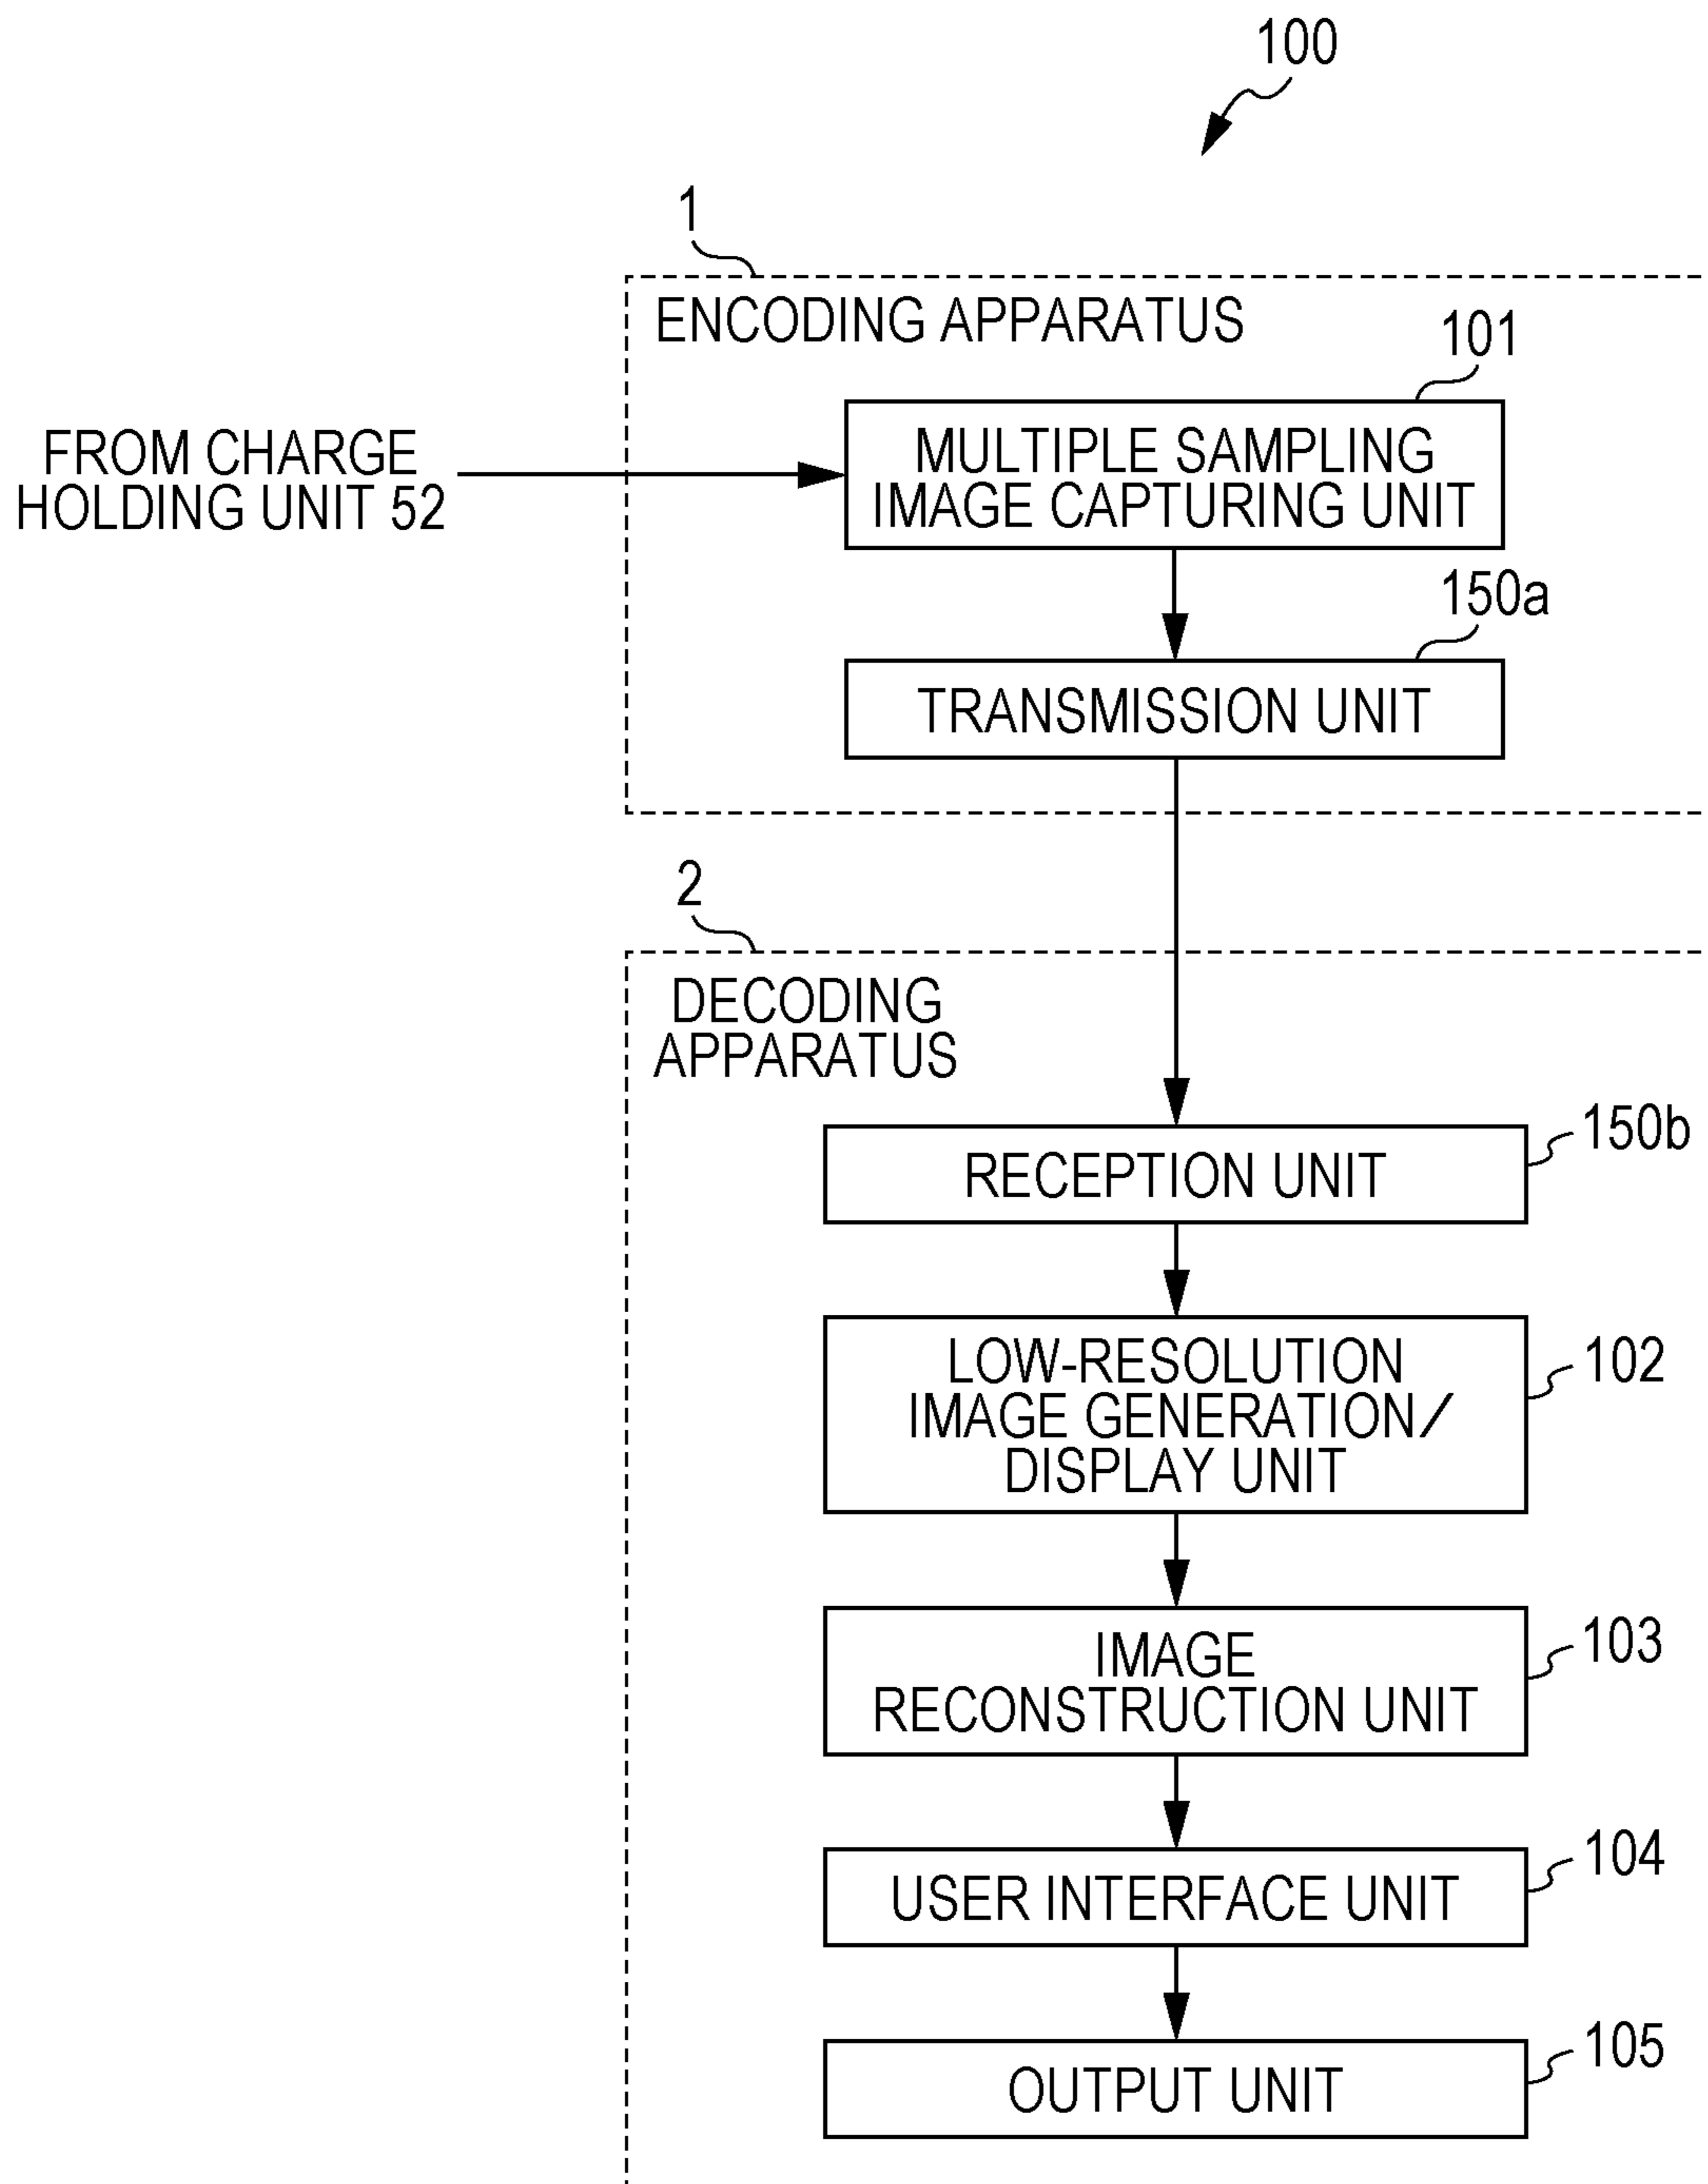 100
1
ENCODING APPARATUS
101
FROM CHARGE
HOLDING UNIT 52
MULTIPLE SAMPLING
IMAGE CAPTURING UNIT
150a
TRANSMISSION UNIT
2
DECODING
APPARATUS
150b
RECEPTION UNIT
LOW-RESOLUTION
IMAGE GENERATION/
DISPLAY UNIT
102
IMAGE
RECONSTRUCTION UNIT
103
USER INTERFACE UNIT
104
OUTPUT UNIT
105